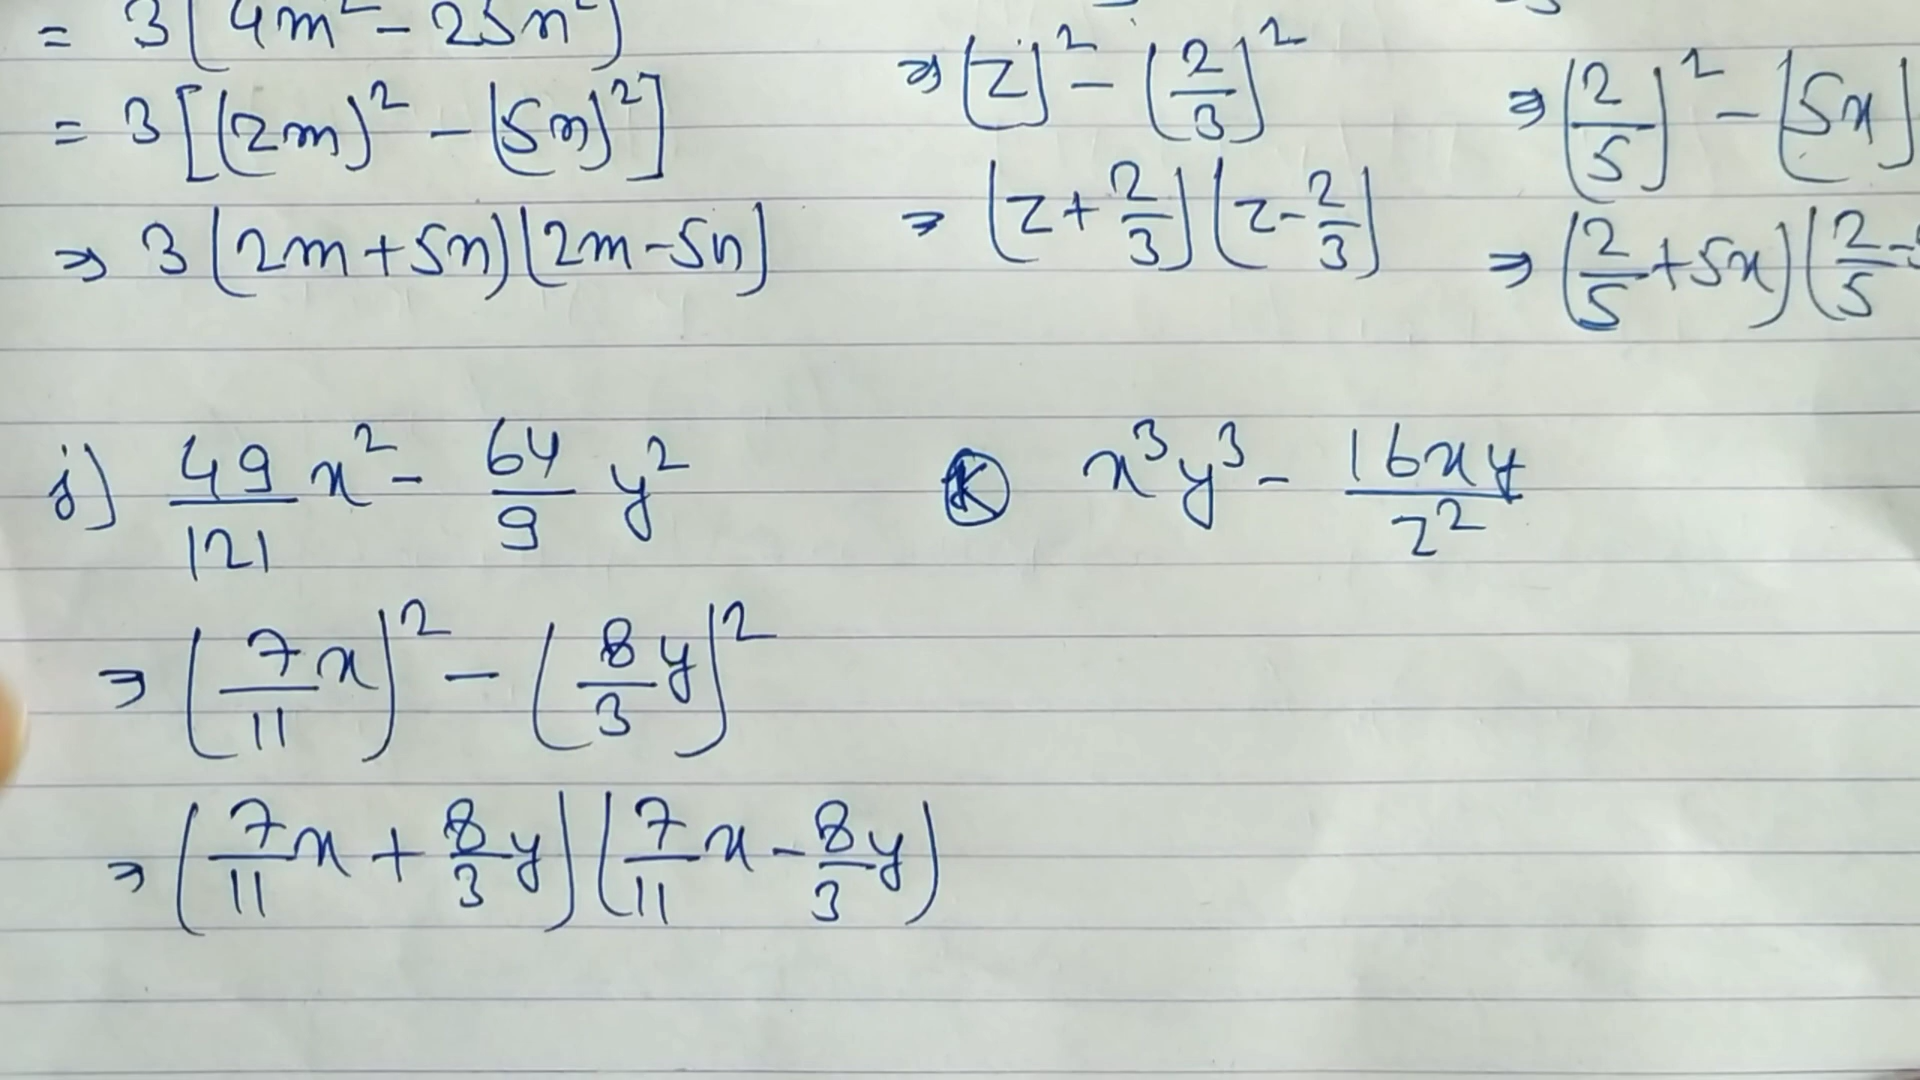 = 3(4m² - 25n²)
= 3[(2m)² - (5n)²]
⇒ 3(2m+5n)(2m-5n)
⇒ (z)² - (2/3)²
⇒ (z + 2/3)(z - 2/3)
⇒ (2/5)² - (5x)
⇒ (2/5 + 5x)(2/5 -
j) 49/121 x² - 64/9 y²
⇒ (7/11 x)² - (8/3 y)²
⇒ (7/11 x + 8/3 y)(7/11 x - 8/3 y)
(K) x³y³ - 16xy/z²